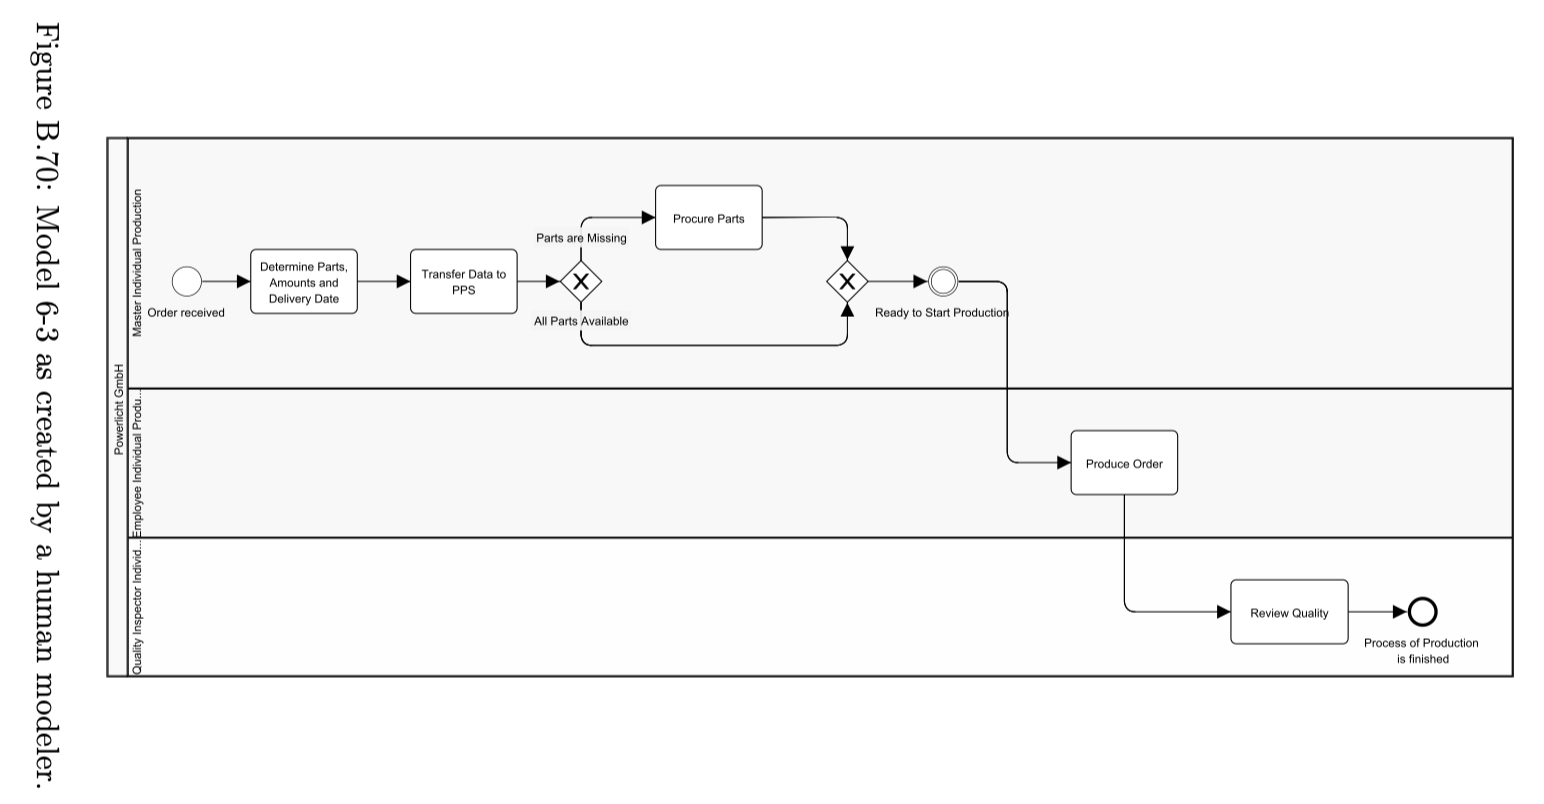 Figure B.70: Model 6-3 as created by a human modeler.
Powerlicht GmbH
Master Individual Production
Order received
Determine Parts,
Amounts and
Delivery Date
Transfer Data to
PPS
Parts are Missing
All Parts Available
Procure Parts
Ready to Start Production
Employee Individual Produ...
Produce Order
Quality Inspector Individ...
Review Quality
Process of Production
is finished